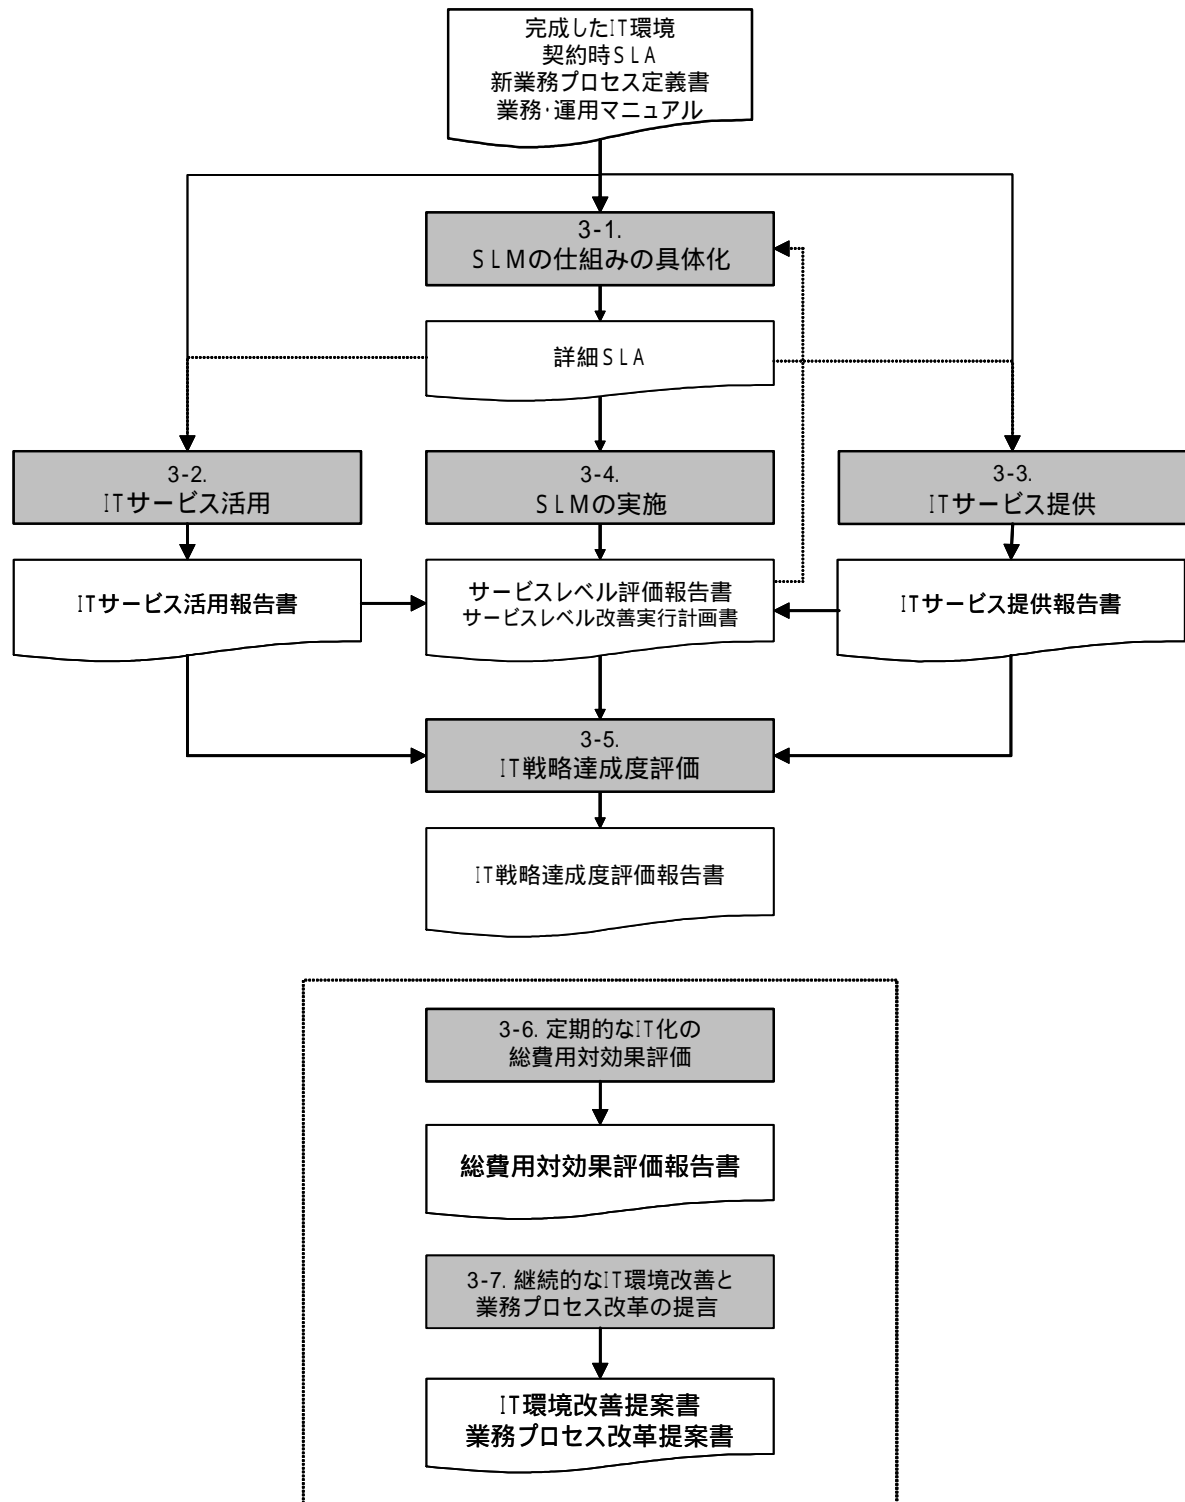 完成したIT環境
契約時SLA
新業務プロセス定義書
業務・運用マニュアル
3-1.
SLMの仕組みの具体化
詳細SLA
3-2.
ITサービス活用
3-4.
SLMの実施
3-3.
ITサービス提供
ITサービス活用報告書
サービスレベル評価報告書
サービスレベル改善実行計画書
ITサービス提供報告書
3-5.
IT戦略達成度評価
IT戦略達成度評価報告書
3-6. 定期的なIT化の
総費用対効果評価
総費用対効果評価報告書
3-7. 継続的なIT環境改善と
業務プロセス改革の提言
IT環境改善提案書
業務プロセス改革提案書